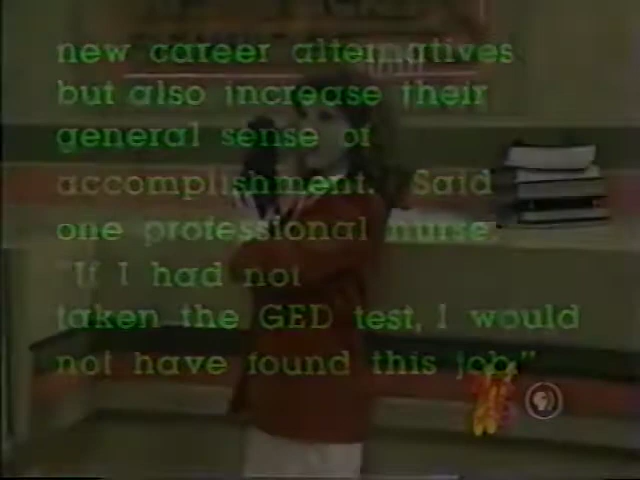 new career alternatives
but also increase their
general sense of
accomplishment. Said
one professional nurse,
"If I had not
taken the GED test, I would
not have found this job."